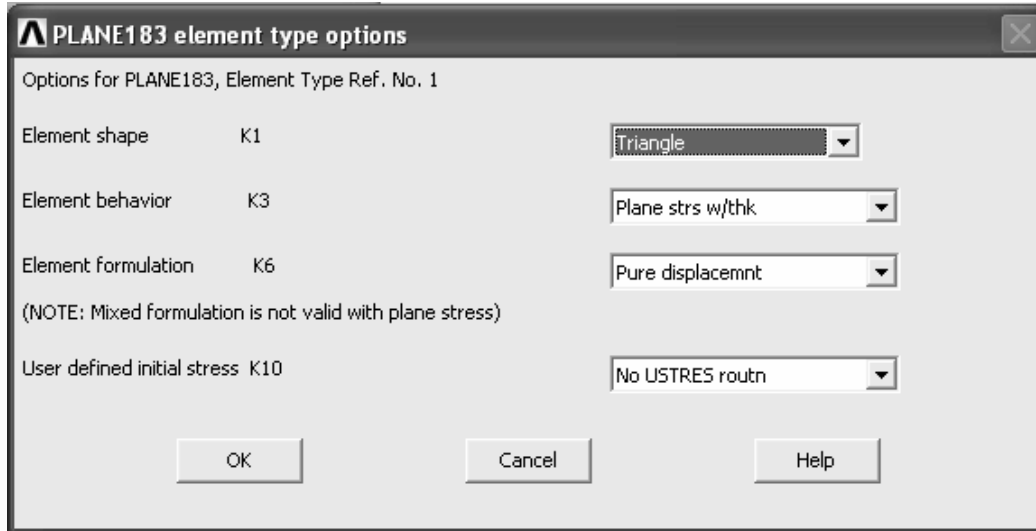 PLANE183 element type options
Options for PLANE183, Element Type Ref. No. 1
Element shape K1 Triangle
Element behavior K3 Plane strs w/thk
Element formulation K6 Pure displacemnt
(NOTE: Mixed formulation is not valid with plane stress)
User defined initial stress K10 No USTRES routn
OK Cancel Help